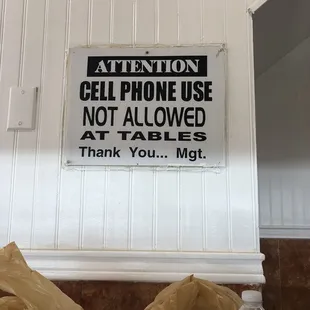 ATTENTION
CELL PHONE USE
NOT ALLOWED
AT TABLES
Thank You... Mgt.